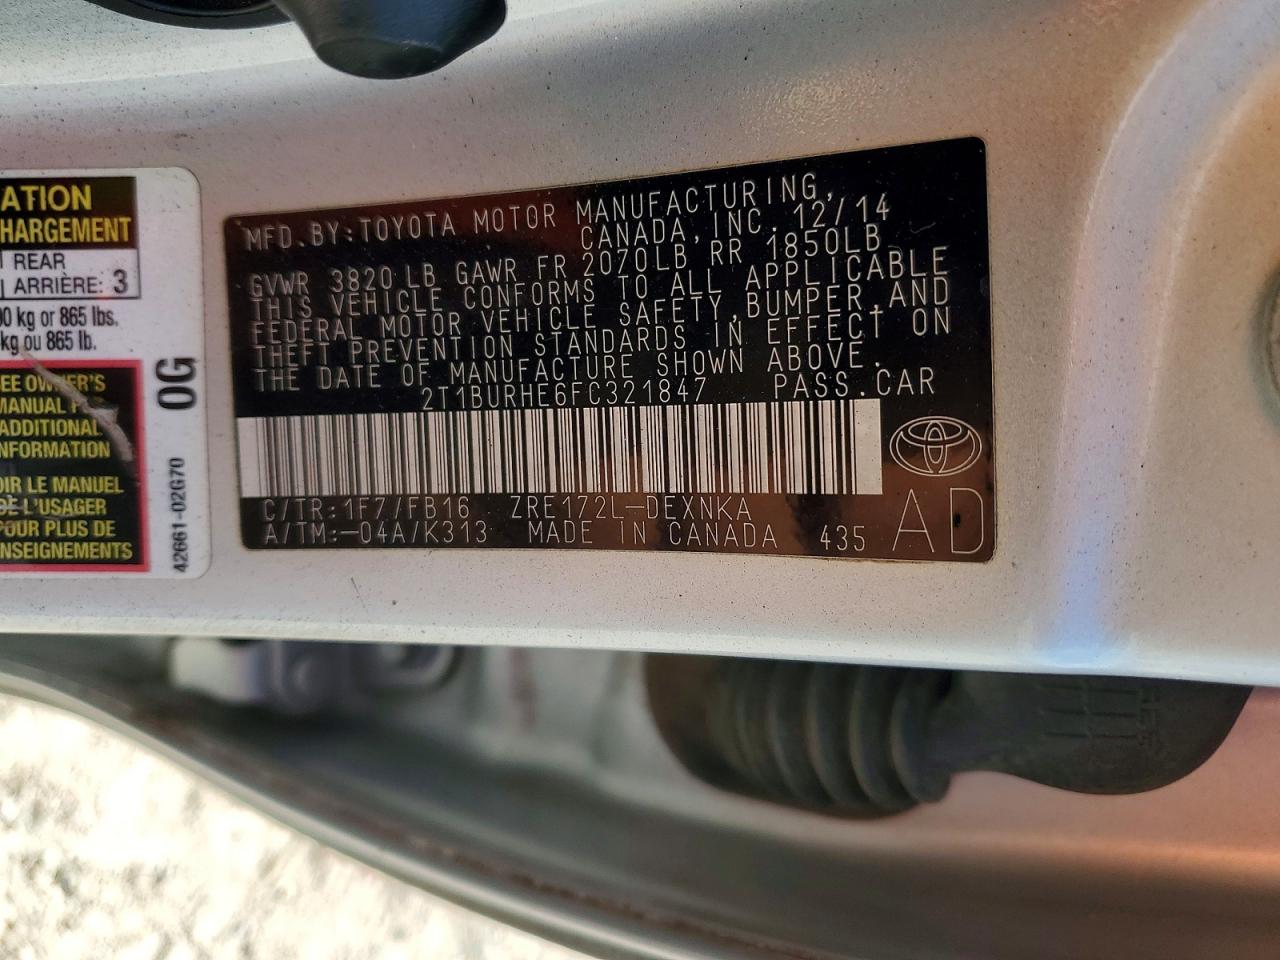 ATION
HARGEMENT
REAR
ARRIÈRE: 3
00 kg or 865 lbs.
kg ou 865 lb.
EE OWNER'S
MANUAL
ADDITIONAL
NFORMATION
OIR LE MANUEL
DE L'USAGER
POUR PLUS DE
NSEIGNEMENTS
0G
42661-02G70
MFD. BY: TOYOTA MOTOR MANUFACTURING,
CANADA, INC. 12/14
GVWR 3820 LB GAWR FR 2070LB RR 1850LB
THIS VEHICLE CONFORMS TO ALL APPLICABLE
FEDERAL MOTOR VEHICLE SAFETY, BUMPER, AND
THEFT PREVENTION STANDARDS IN EFFECT ON
THE DATE OF MANUFACTURE SHOWN ABOVE.
2T1BURHE6FC321847 PASS. CAR
C/TR: 1F7/FB16 ZRE172L-DEXNKA
A/TM:-04A/K313 MADE IN CANADA 435
AD